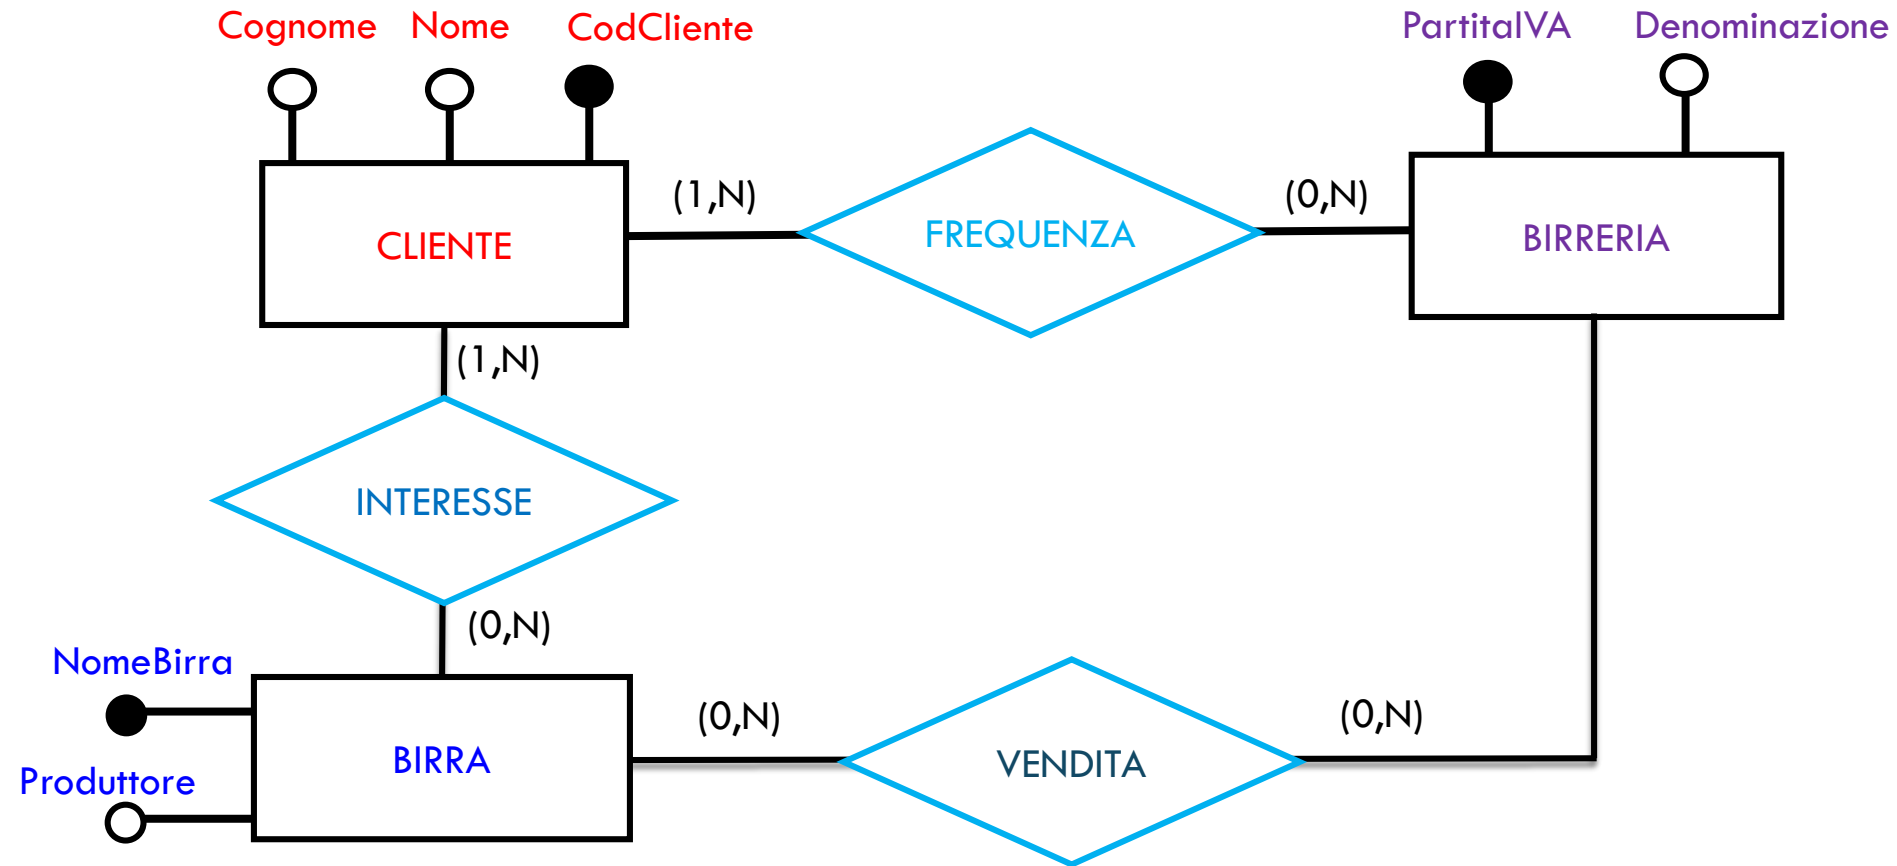 Cognome Nome CodCliente PartitaIVA Denominazione
(1,N) (0,N)
CLIENTE FREQUENZA BIRRERIA
(1,N)
INTERESSE
(0,N)
NomeBirra
(0,N) (0,N)
BIRRA VENDITA
Produttore